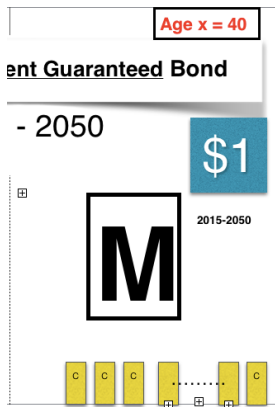 Age x = 40
ent Guaranteed Bond
- 2050
$1
2015-2050
M
C C C ......... C